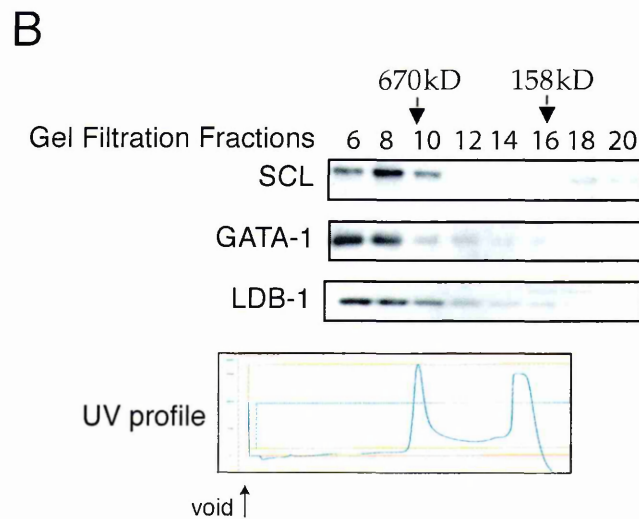 B
670kD 158kD
Gel Filtration Fractions 6 8 10 12 14 16 18 20
SCL
GATA-1
LDB-1
UV profile
void